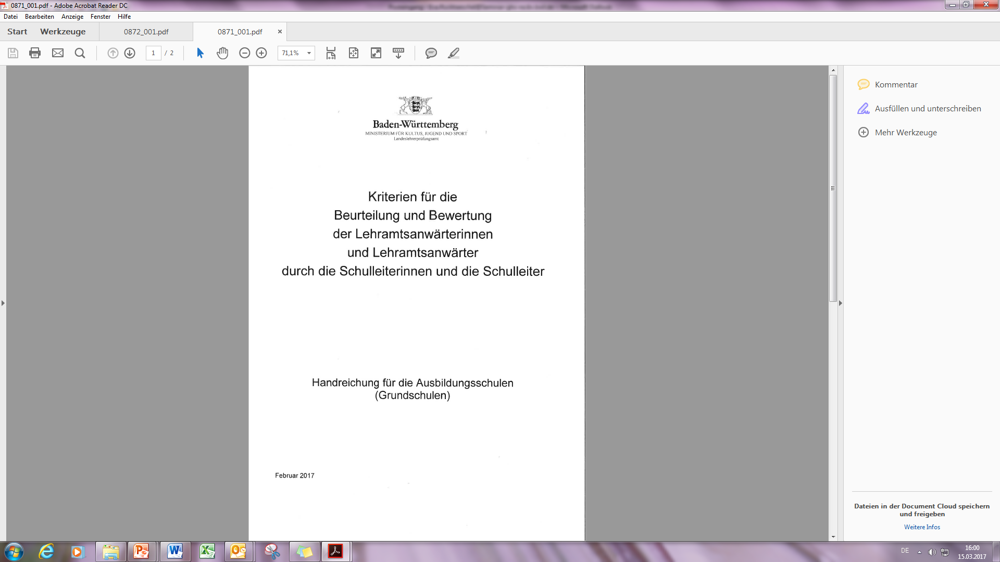 0871_001.pdf - Adobe Acrobat Reader DC
Datei Bearbeiten Anzeige Fenster Hilfe
Start Werkzeuge 0872_001.pdf 0871_001.pdf ×
1 / 2 71,1%
Baden-Württemberg
MINISTERIUM FÜR KULTUS, JUGEND UND SPORT
Landeslehrerprüfungsamt
Kriterien für die
Beurteilung und Bewertung
der Lehramtsanwärterinnen
und Lehramtsanwärter
durch die Schulleiterinnen und die Schulleiter
Handreichung für die Ausbildungsschulen
(Grundschulen)
Februar 2017
Kommentar
Ausfüllen und unterschreiben
Mehr Werkzeuge
Dateien in der Document Cloud speichern
und freigeben
Weitere Infos
DE
16:00
15.03.2017